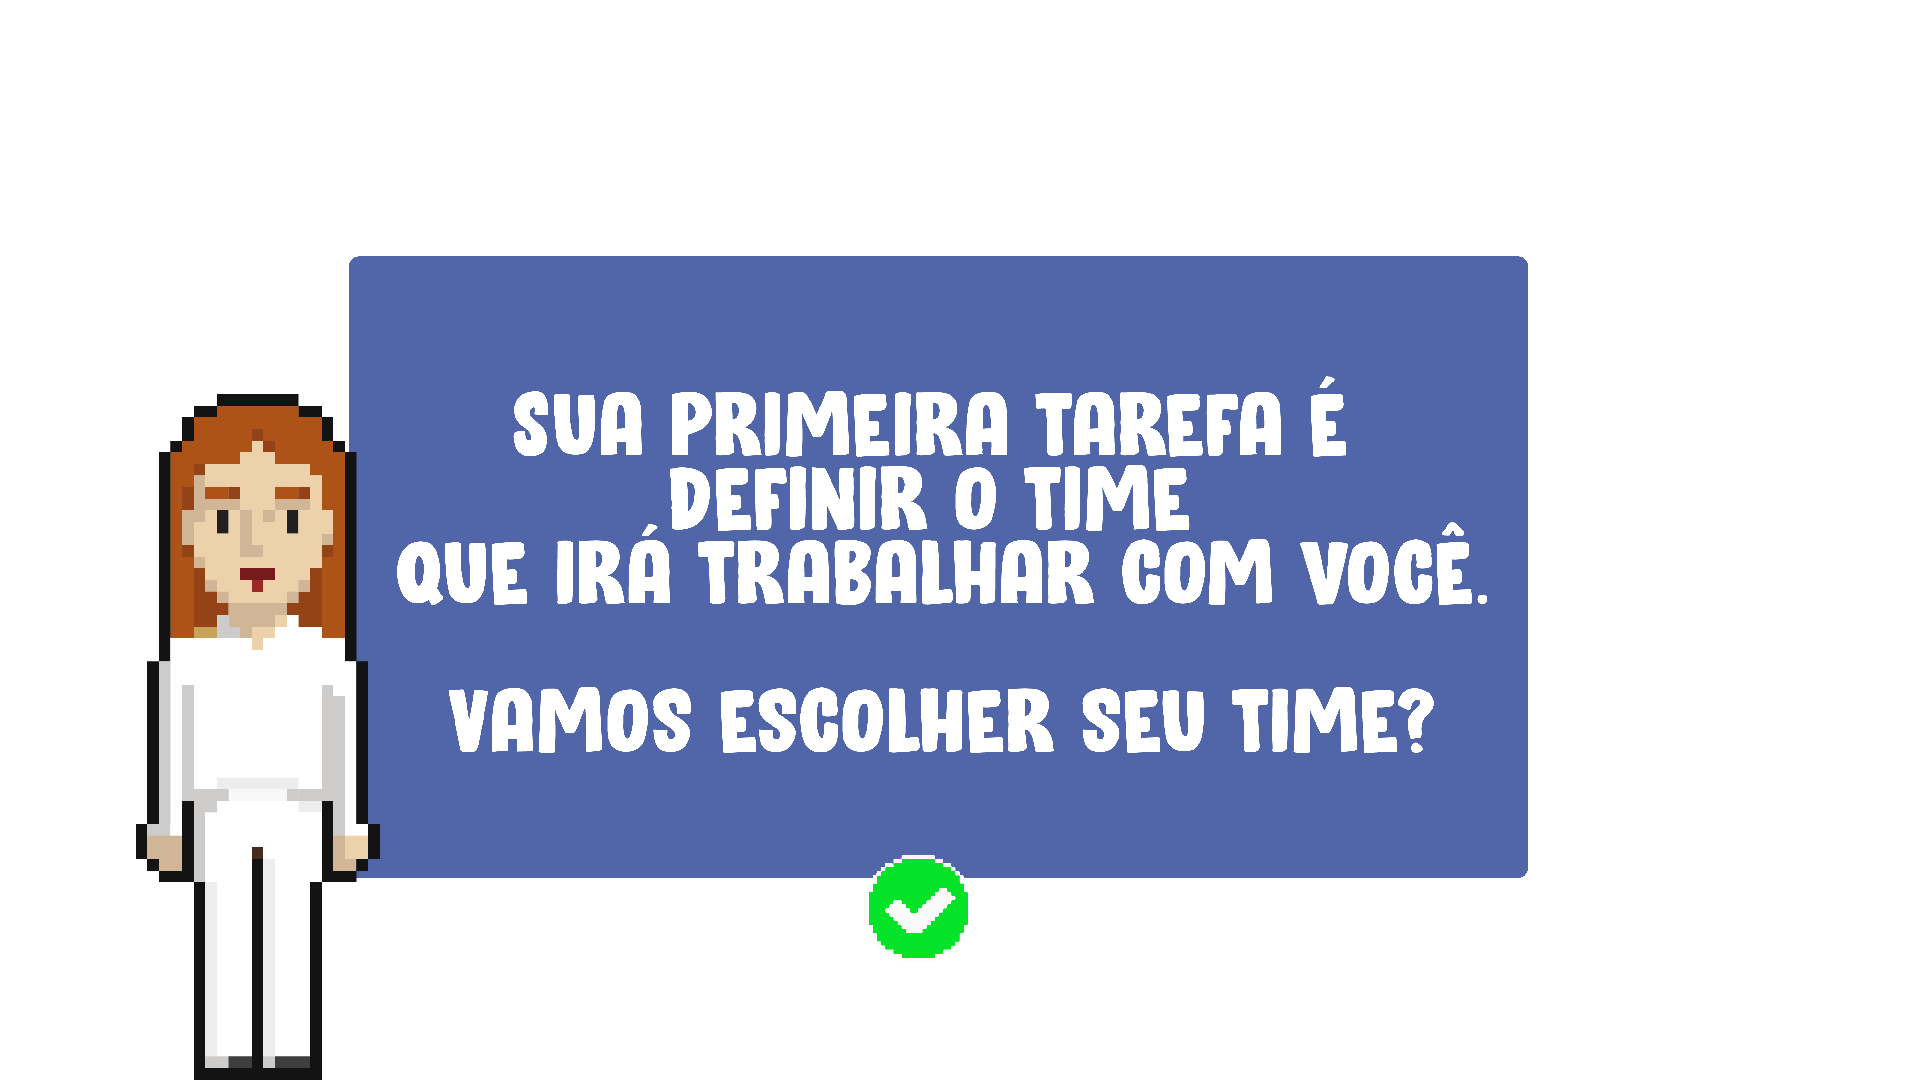 SUA PRIMEIRA TAREFA É
DEFINIR O TIME
QUE IRÁ TRABALHAR COM VOCÊ.
VAMOS ESCOLHER SEU TIME?